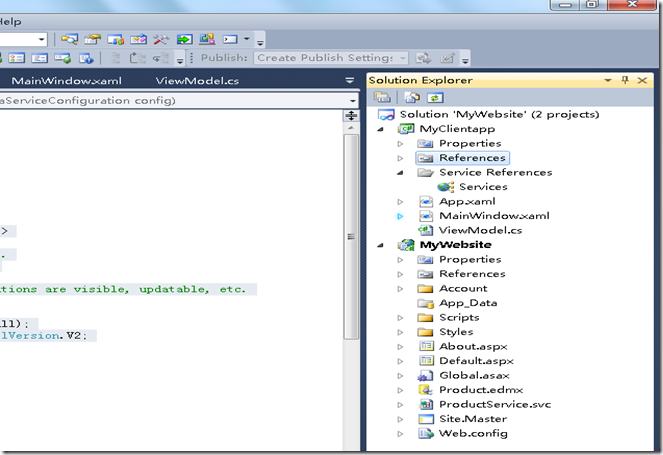 Help
Publish: Create Publish Settings
MainWindow.xaml ViewModel.cs
aServiceConfiguration config)
>
.
tions are visible, updatable, etc.
ll);
lVersion.V2;
Solution Explorer
Solution 'MyWebsite' (2 projects)
MyClientapp
Properties
References
Service References
Services
App.xaml
MainWindow.xaml
ViewModel.cs
MyWebsite
Properties
References
Account
App_Data
Scripts
Styles
About.aspx
Default.aspx
Global.asax
Product.edmx
ProductService.svc
Site.Master
Web.config